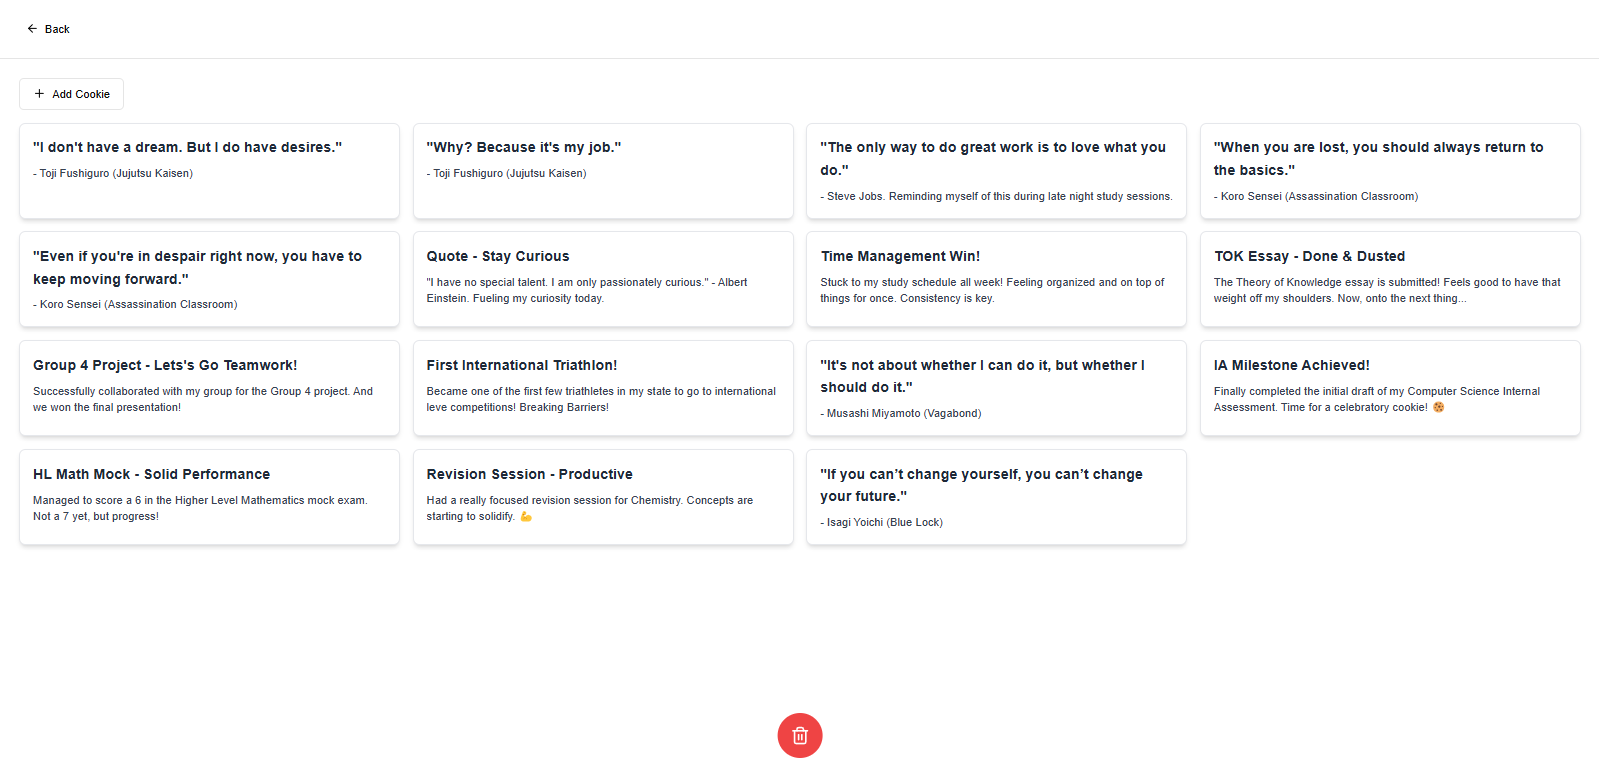 Back
Add Cookie
"I don't have a dream. But I do have desires."
- Toji Fushiguro (Jujutsu Kaisen)
"Why? Because it's my job."
- Toji Fushiguro (Jujutsu Kaisen)
"The only way to do great work is to love what you
do."
- Steve Jobs. Reminding myself of this during late night study sessions.
"When you are lost, you should always return to
the basics."
- Koro Sensei (Assassination Classroom)
"Even if you're in despair right now, you have to
keep moving forward."
- Koro Sensei (Assassination Classroom)
Quote - Stay Curious
"I have no special talent. I am only passionately curious." - Albert
Einstein. Fueling my curiosity today.
Time Management Win!
Stuck to my study schedule all week! Feeling organized and on top of
things for once. Consistency is key.
TOK Essay - Done & Dusted
The Theory of Knowledge essay is submitted! Feels good to have that
weight off my shoulders. Now, onto the next thing...
Group 4 Project - Lets's Go Teamwork!
Successfully collaborated with my group for the Group 4 project. And
we won the final presentation!
First International Triathlon!
Became one of the first few triathletes in my state to go to international
leve competitions! Breaking Barriers!
"It's not about whether I can do it, but whether I
should do it."
- Musashi Miyamoto (Vagabond)
IA Milestone Achieved!
Finally completed the initial draft of my Computer Science Internal
Assessment. Time for a celebratory cookie! 🍪
HL Math Mock - Solid Performance
Managed to score a 6 in the Higher Level Mathematics mock exam.
Not a 7 yet, but progress!
Revision Session - Productive
Had a really focused revision session for Chemistry. Concepts are
starting to solidify. 💪
"If you can’t change yourself, you can’t change
your future."
- Isagi Yoichi (Blue Lock)